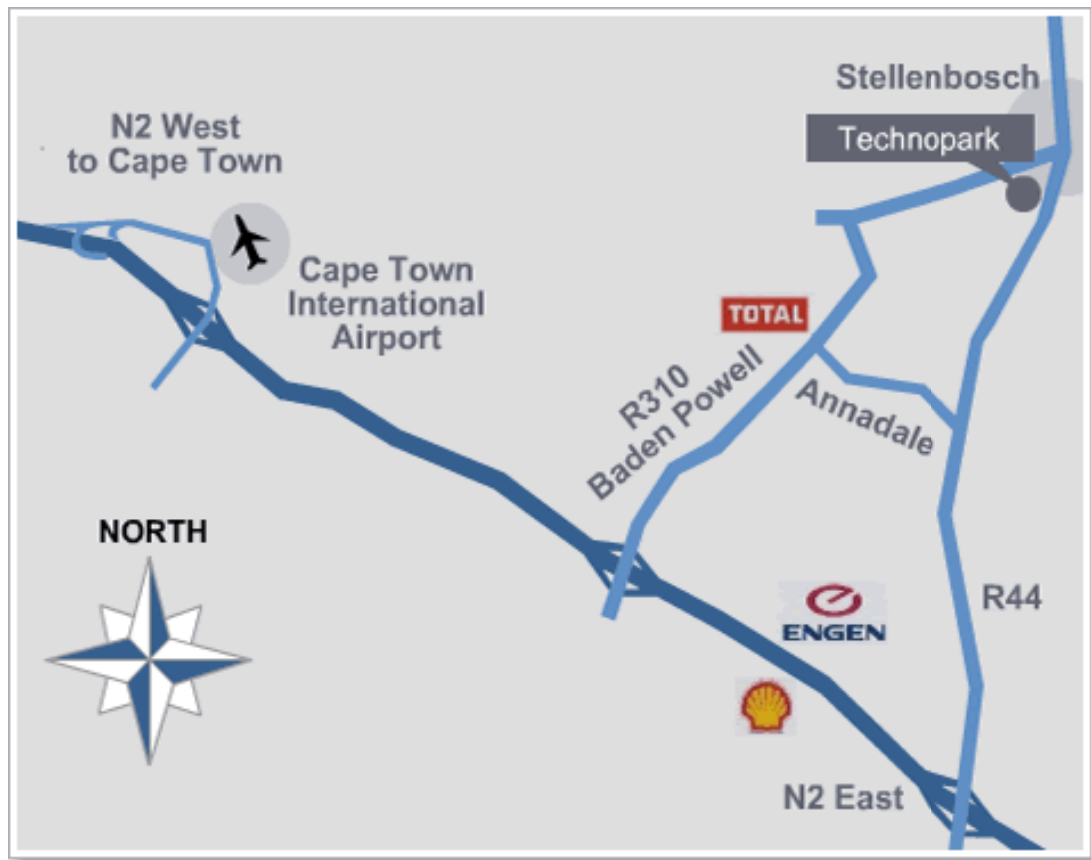 Stellenbosch
Technopark
N2 West
to Cape Town
Cape Town
International
Airport
TOTAL
R310
Baden Powell
Annadale
NORTH
R44
ENGEN
N2 East